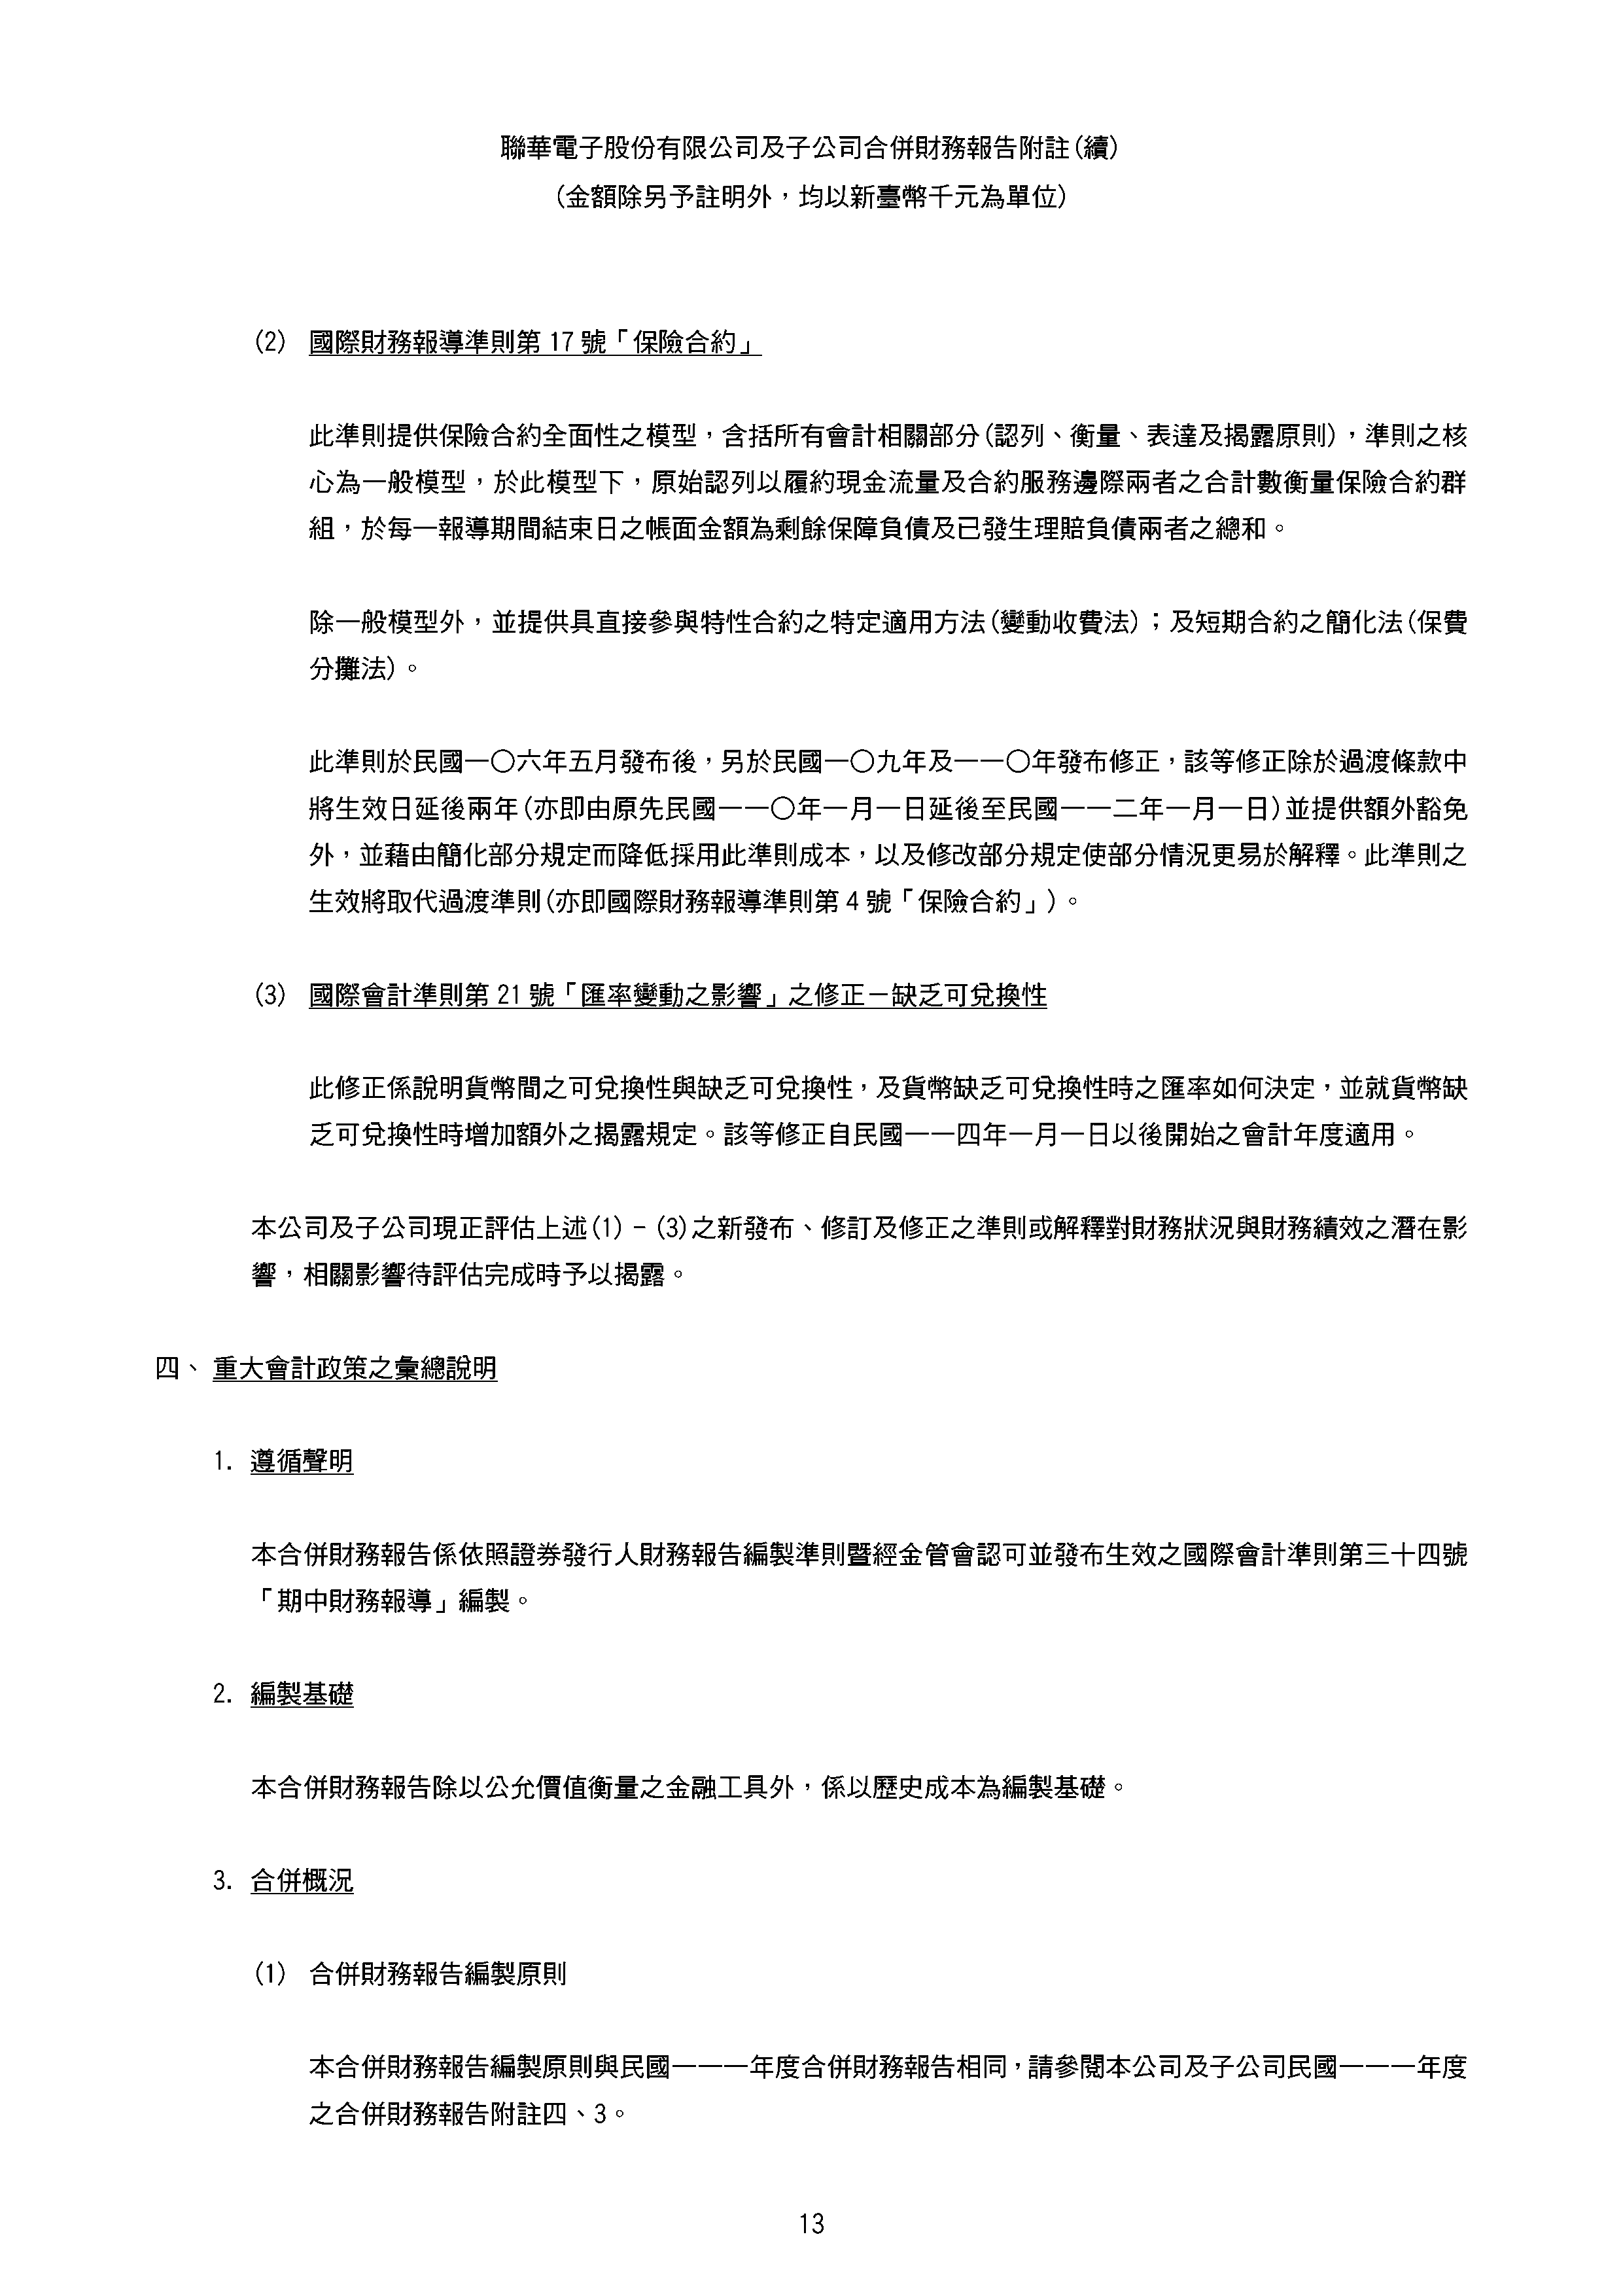 聯華電子股份有限公司及子公司合併財務報告附註(續)
(金額除另予註明外，均以新臺幣千元為單位)
(2) 國際財務報導準則第 17 號「保險合約」
此準則提供保險合約全面性之模型，含括所有會計相關部分(認列、衡量、表達及揭露原則)，準則之核
心為一般模型，於此模型下，原始認列以履約現金流量及合約服務邊際兩者之合計數衡量保險合約群
組，於每一報導期間結束日之帳面金額為剩餘保障負債及已發生理賠負債兩者之總和。
除一般模型外，並提供具直接參與特性合約之特定適用方法(變動收費法)；及短期合約之簡化法(保費
分攤法)。
此準則於民國一〇六年五月發布後，另於民國一〇九年及一一〇年發布修正，該等修正除於過渡條款中
將生效日延後兩年(亦即由原先民國一一〇年一月一日延後至民國一一二年一月一日)並提供額外豁免
外，並藉由簡化部分規定而降低採用此準則成本，以及修改部分規定使部分情況更易於解釋。此準則之
生效將取代過渡準則(亦即國際財務報導準則第 4 號「保險合約」)。
(3) 國際會計準則第 21 號「匯率變動之影響」之修正－缺乏可兌換性
此修正係說明貨幣間之可兌換性與缺乏可兌換性，及貨幣缺乏可兌換性時之匯率如何決定，並就貨幣缺
乏可兌換性時增加額外之揭露規定。該等修正自民國一一四年一月一日以後開始之會計年度適用。
本公司及子公司現正評估上述(1) - (3)之新發布、修訂及修正之準則或解釋對財務狀況與財務績效之潛在影
響，相關影響待評估完成時予以揭露。
四、重大會計政策之彙總說明
1. 遵循聲明
本合併財務報告係依照證券發行人財務報告編製準則暨經金管會認可並發布生效之國際會計準則第三十四號
「期中財務報導」編製。
2. 編製基礎
本合併財務報告除以公允價值衡量之金融工具外，係以歷史成本為編製基礎。
3. 合併概況
(1) 合併財務報告編製原則
本合併財務報告編製原則與民國一一一年度合併財務報告相同，請參閱本公司及子公司民國一一一年度
之合併財務報告附註四、3。
13